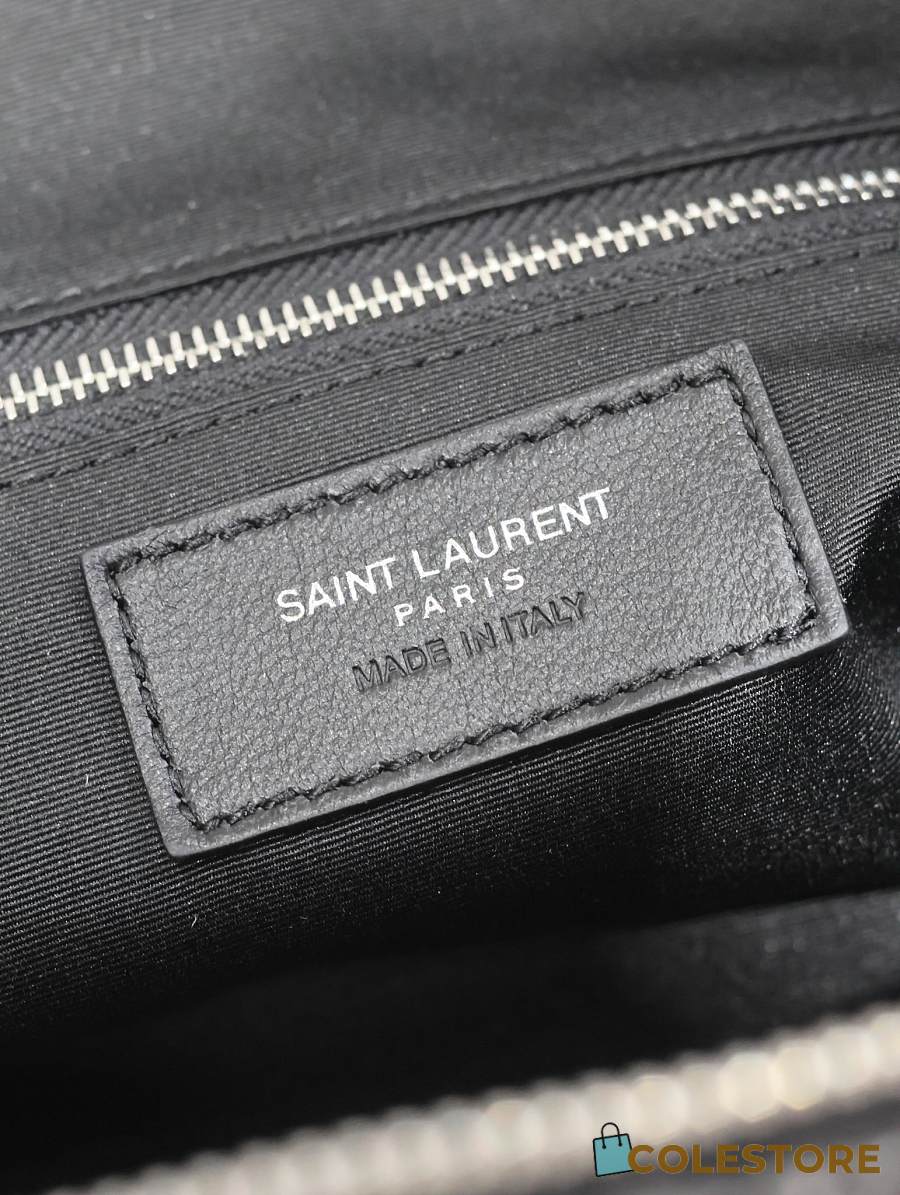 SAINT LAURENT
PARIS
MADE IN ITALY
COLESTORE